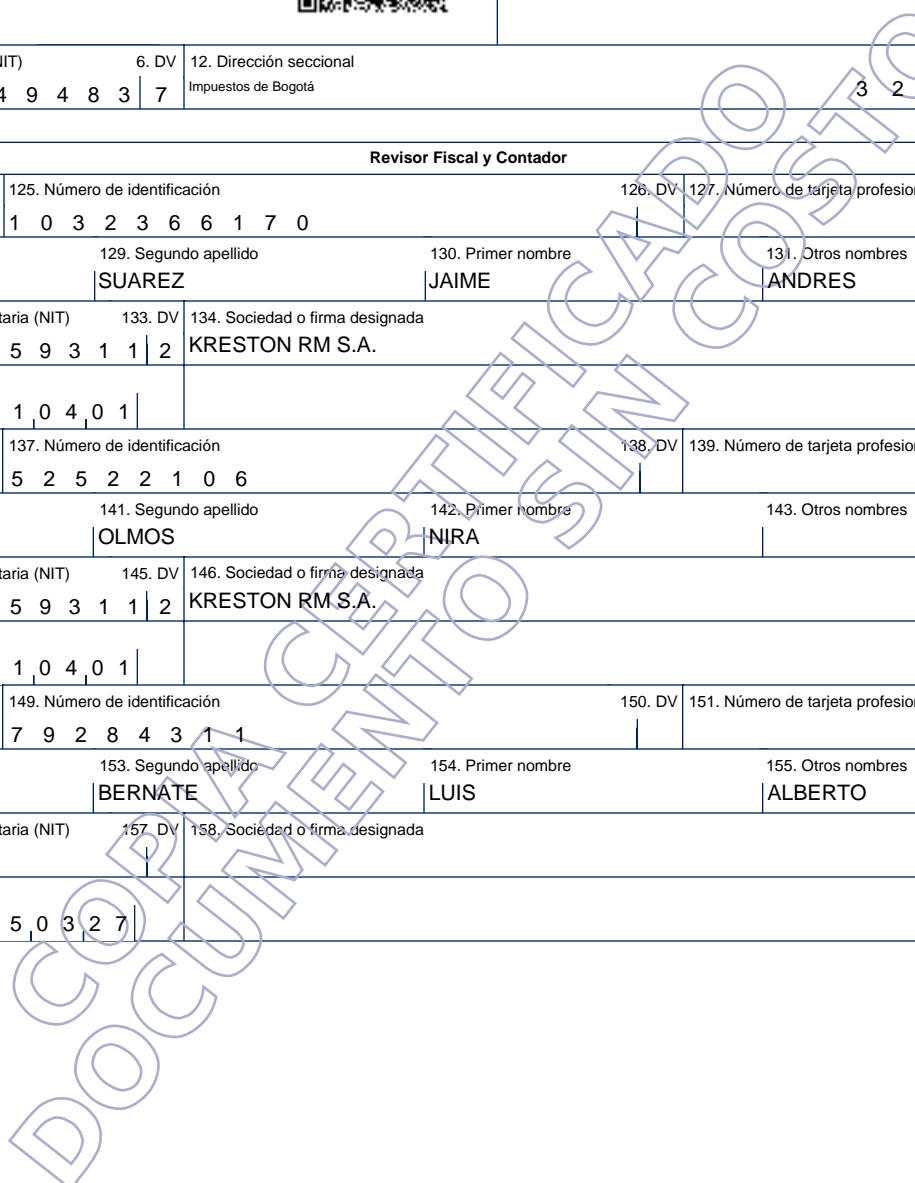 NIT) 6. DV 12. Dirección seccional
4 9 4 8 3 7 Impuestos de Bogotá 3 2
Revisor Fiscal y Contador
125. Número de identificación 126. DV 127. Número de tarjeta profesion
1 0 3 2 3 6 6 1 7 0
129. Segundo apellido 130. Primer nombre 131. Otros nombres
SUAREZ JAIME ANDRES
taria (NIT) 133. DV 134. Sociedad o firma designada
5 9 3 1 1 2 KRESTON RM S.A.
1 0 4 0 1
137. Número de identificación 138. DV 139. Número de tarjeta profesion
5 2 5 2 2 1 0 6
141. Segundo apellido 142. Primer nombre 143. Otros nombres
OLMOS NIRA
taria (NIT) 145. DV 146. Sociedad o firma designada
5 9 3 1 1 2 KRESTON RM S.A.
1 0 4 0 1
149. Número de identificación 150. DV 151. Número de tarjeta profesion
7 9 2 8 4 3 1 1
153. Segundo apellido 154. Primer nombre 155. Otros nombres
BERNATE LUIS ALBERTO
taria (NIT) 157. DV 158. Sociedad o firma designada
5 0 3 2 7
COPIA CERTIFICADO
DOCUMENTO SIN COSTO